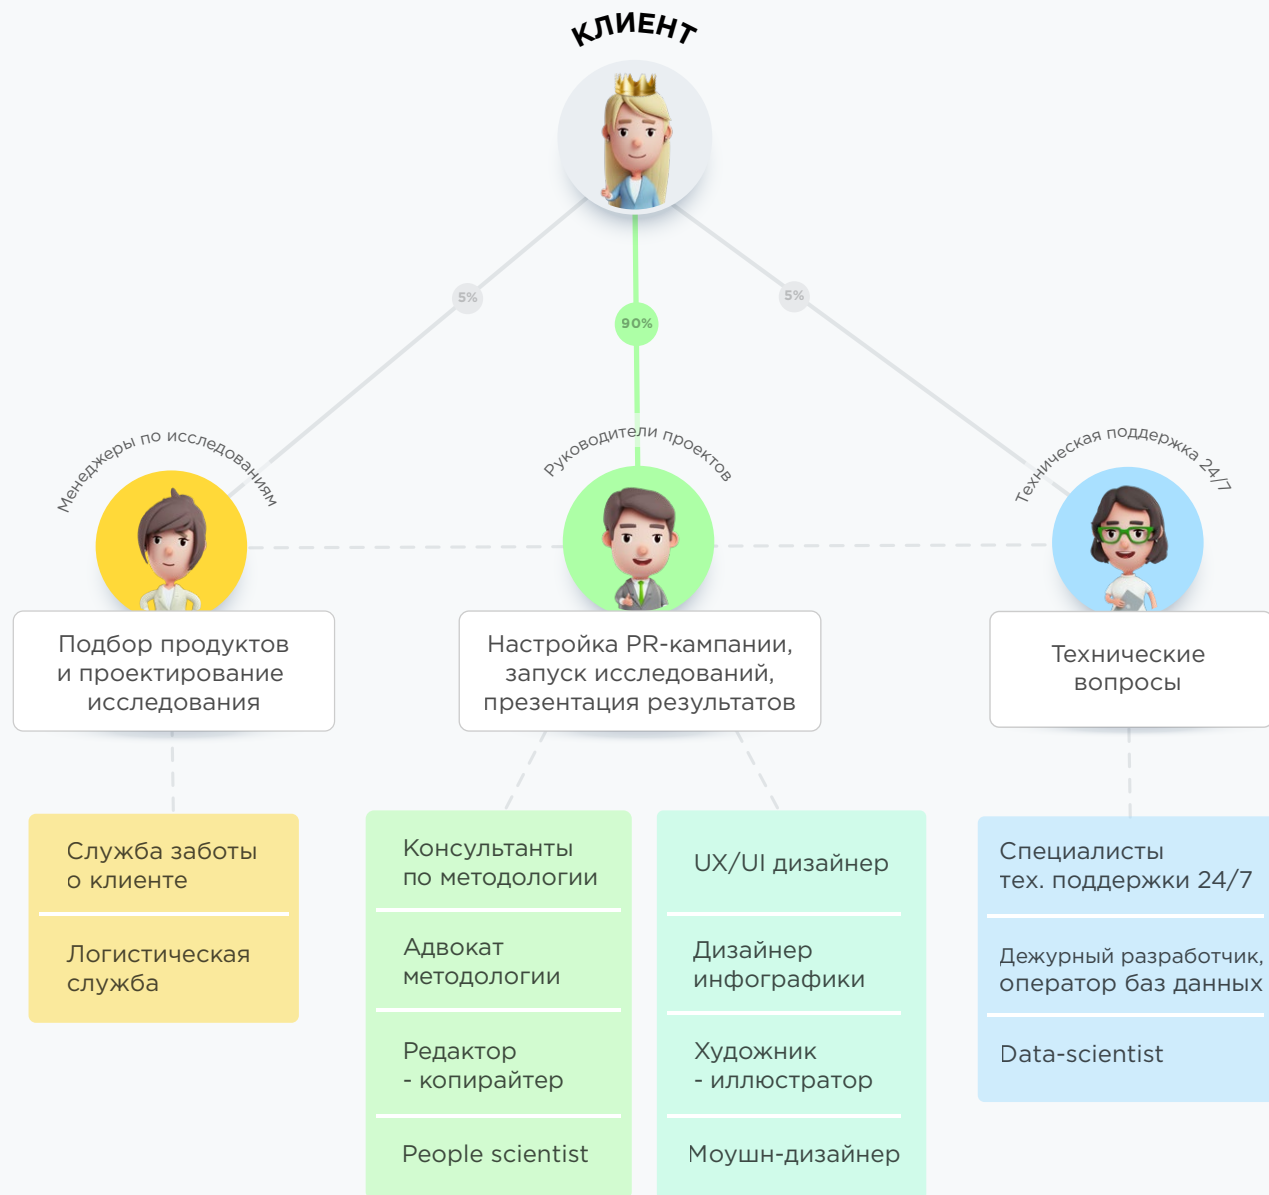 КЛИЕНТ
5%
90%
5%
Менеджеры по исследованиям
Руководители проектов
Техническая поддержка 24/7
Подбор продуктов
и проектирование
исследования
Настройка PR-кампании,
запуск исследований,
презентация результатов
Технические
вопросы
Служба заботы
о клиенте
Логистическая
служба
Консультанты
по методологии
Адвокат
методологии
Редактор
- копирайтер
People scientist
UX/UI дизайнер
Дизайнер
инфографики
Художник
- иллюстратор
Моушн-дизайнер
Специалисты
тех. поддержки 24/7
Дежурный разработчик,
оператор баз данных
Data-scientist